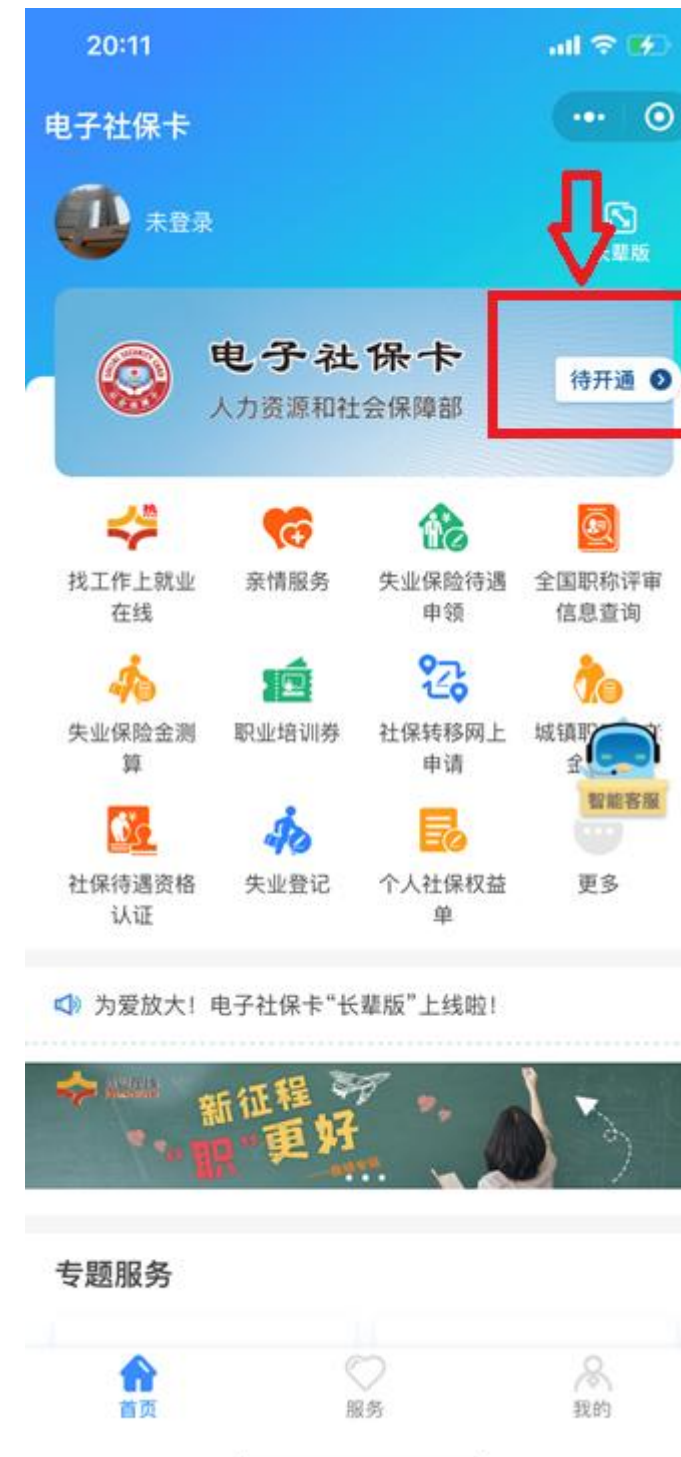 20:11
电子社保卡
未登录
长辈版
电子社保卡
人力资源和社会保障部
待开通
热
找工作上就业
在线
亲情服务
失业保险待遇
申领
全国职称评审
信息查询
失业保险金测
算
职业培训券
社保转移网上
申请
城镇职
金
智能客服
社保待遇资格
认证
失业登记
个人社保权益
单
更多
为爱放大！电子社保卡“长辈版”上线啦！
新征程
“职”更好
专题服务
首页
服务
我的